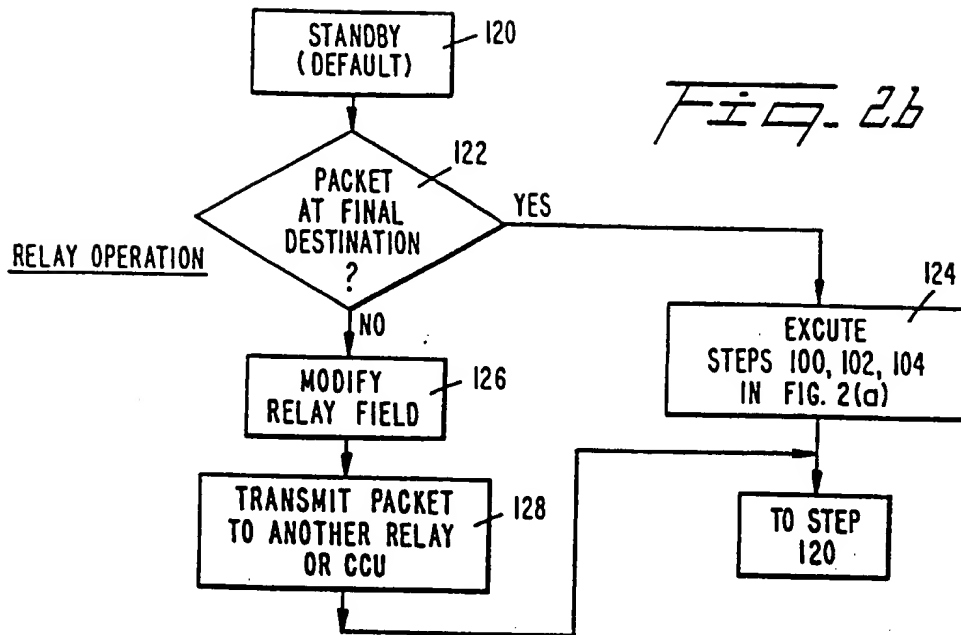 STANDBY
(DEFAULT)
120
Fig. 2b
PACKET
AT FINAL
DESTINATION
?
122
YES
RELAY OPERATION
NO
124
EXCUTE
STEPS 100, 102, 104
IN FIG. 2(a)
MODIFY
RELAY FIELD
126
TRANSMIT PACKET
TO ANOTHER RELAY
OR CCU
128
TO STEP
120